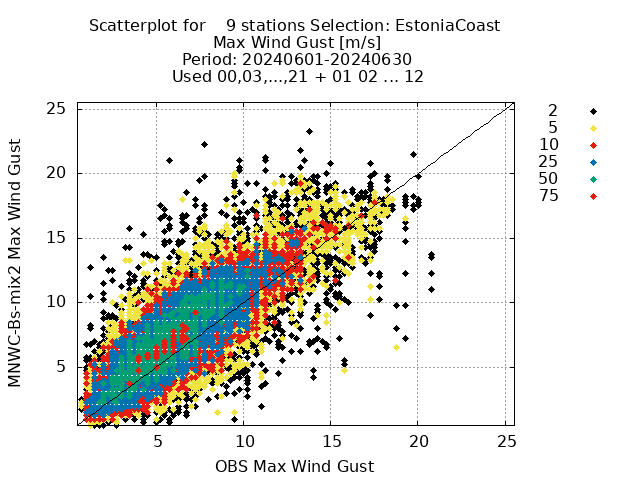 Scatterplot for 9 stations Selection: EstoniaCoast
Max Wind Gust [m/s]
Period: 20240601-20240630
Used 00,03,...,21 + 01 02 ... 12
MNWC-Bs-mix2 Max Wind Gust
25
20
15
10
5
5
10
15
20
25
OBS Max Wind Gust
2
5
10
25
50
75